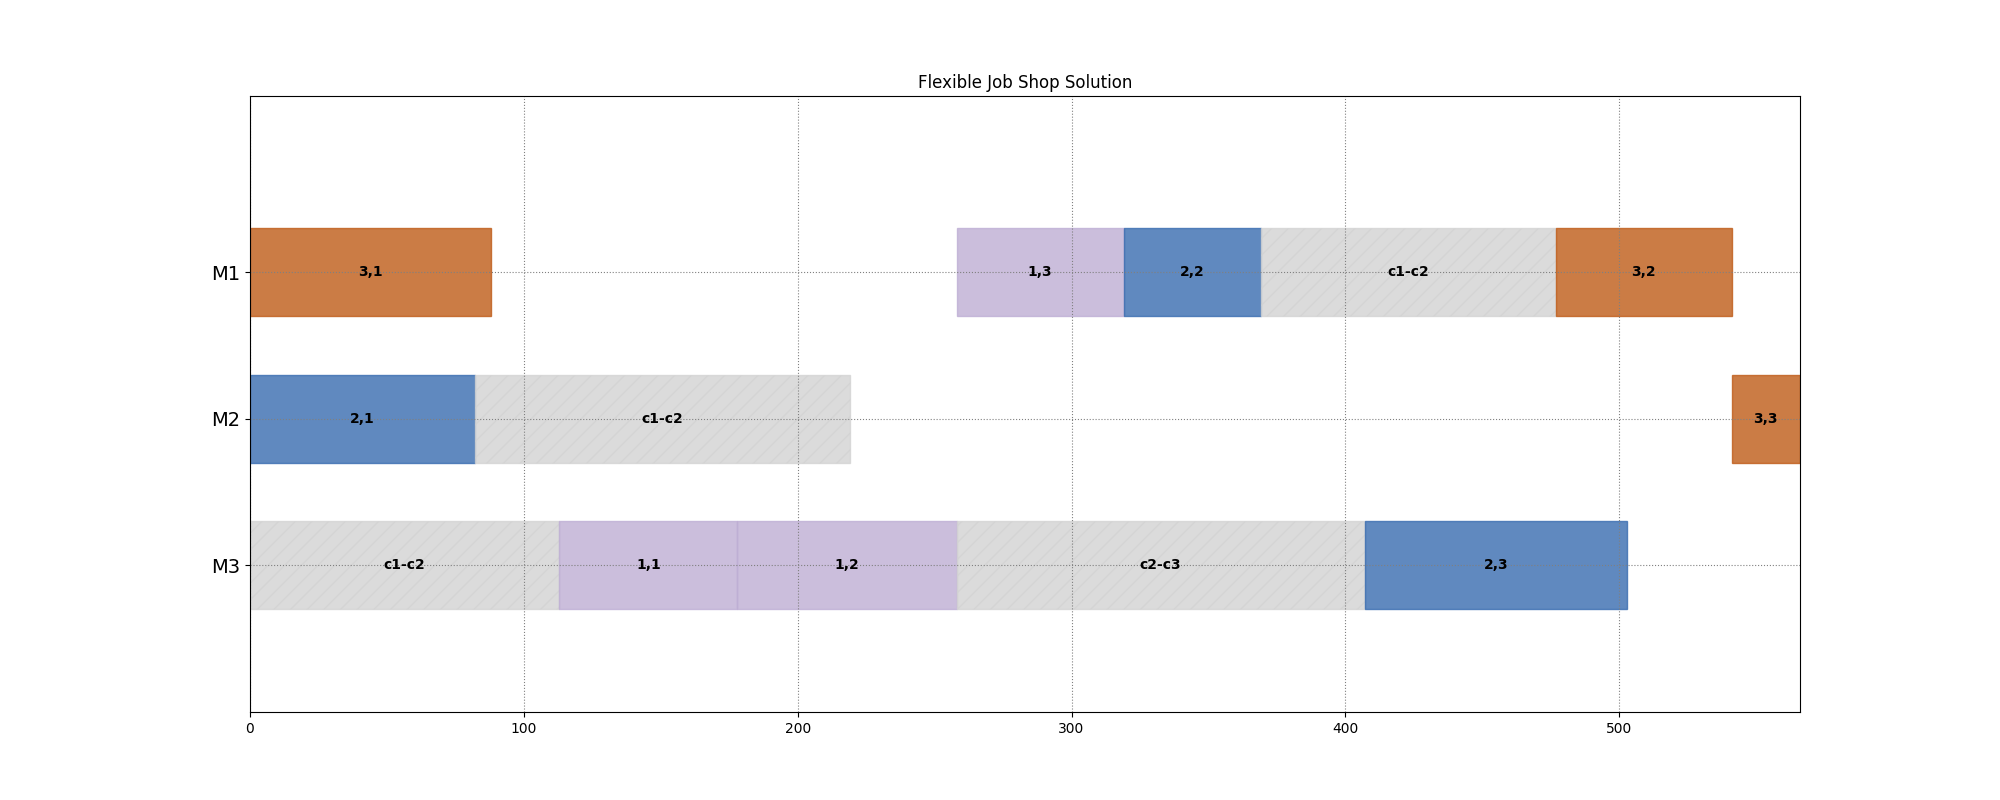 Flexible Job Shop Solution
M1
3,1
1,3
2,2
c1-c2
3,2
M2
2,1
c1-c2
3,3
M3
c1-c2
1,1
1,2
c2-c3
2,3
0
100
200
300
400
500